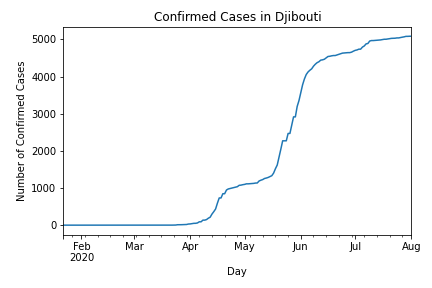 Confirmed Cases in Djibouti
Number of Confirmed Cases
5000
4000
3000
2000
1000
0
Feb Mar Apr May Jun Jul Aug
2020
Day